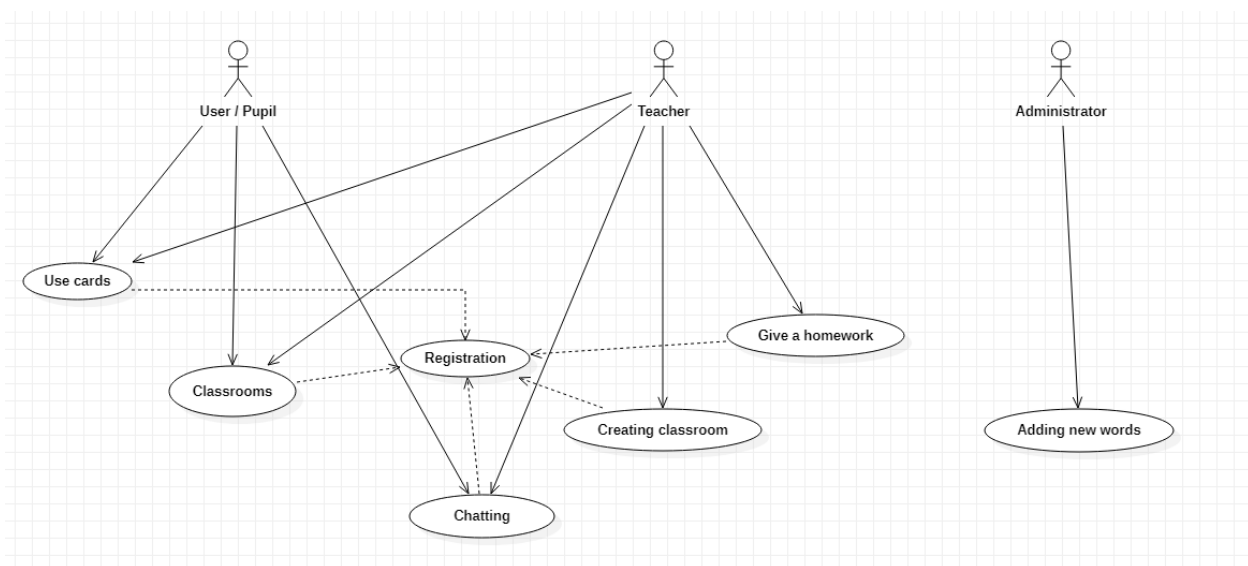 User / Pupil
Teacher
Administrator
Use cards
Give a homework
Registration
Classrooms
Creating classroom
Adding new words
Chatting